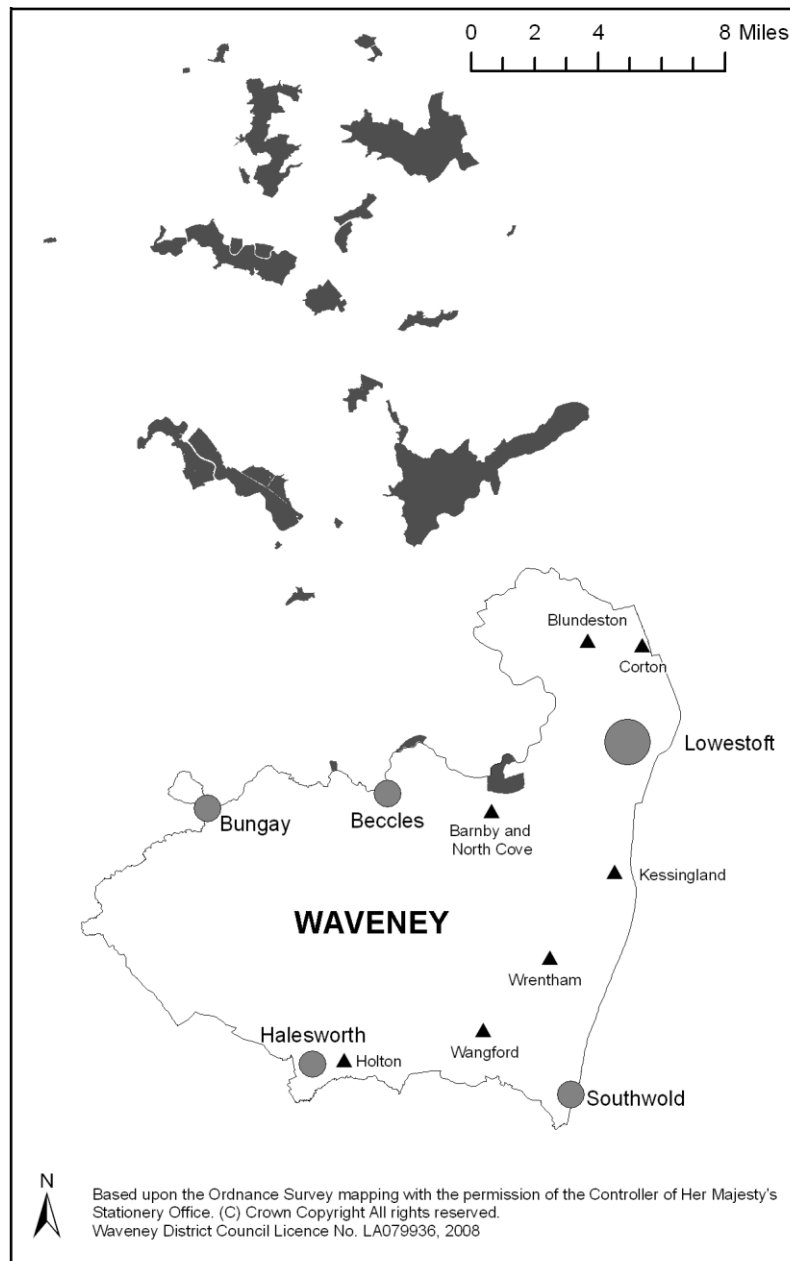 0 2 4 8 Miles
Blundeston
Corton
Lowestoft
Bungay
Beccles
Barnby and
North Cove
Kessingland
WAVENEY
Wrentham
Halesworth
Holton
Wangford
Southwold
N
Based upon the Ordnance Survey mapping with the permission of the Controller of Her Majesty's
Stationery Office. (C) Crown Copyright All rights reserved.
Waveney District Council Licence No. LA079936, 2008